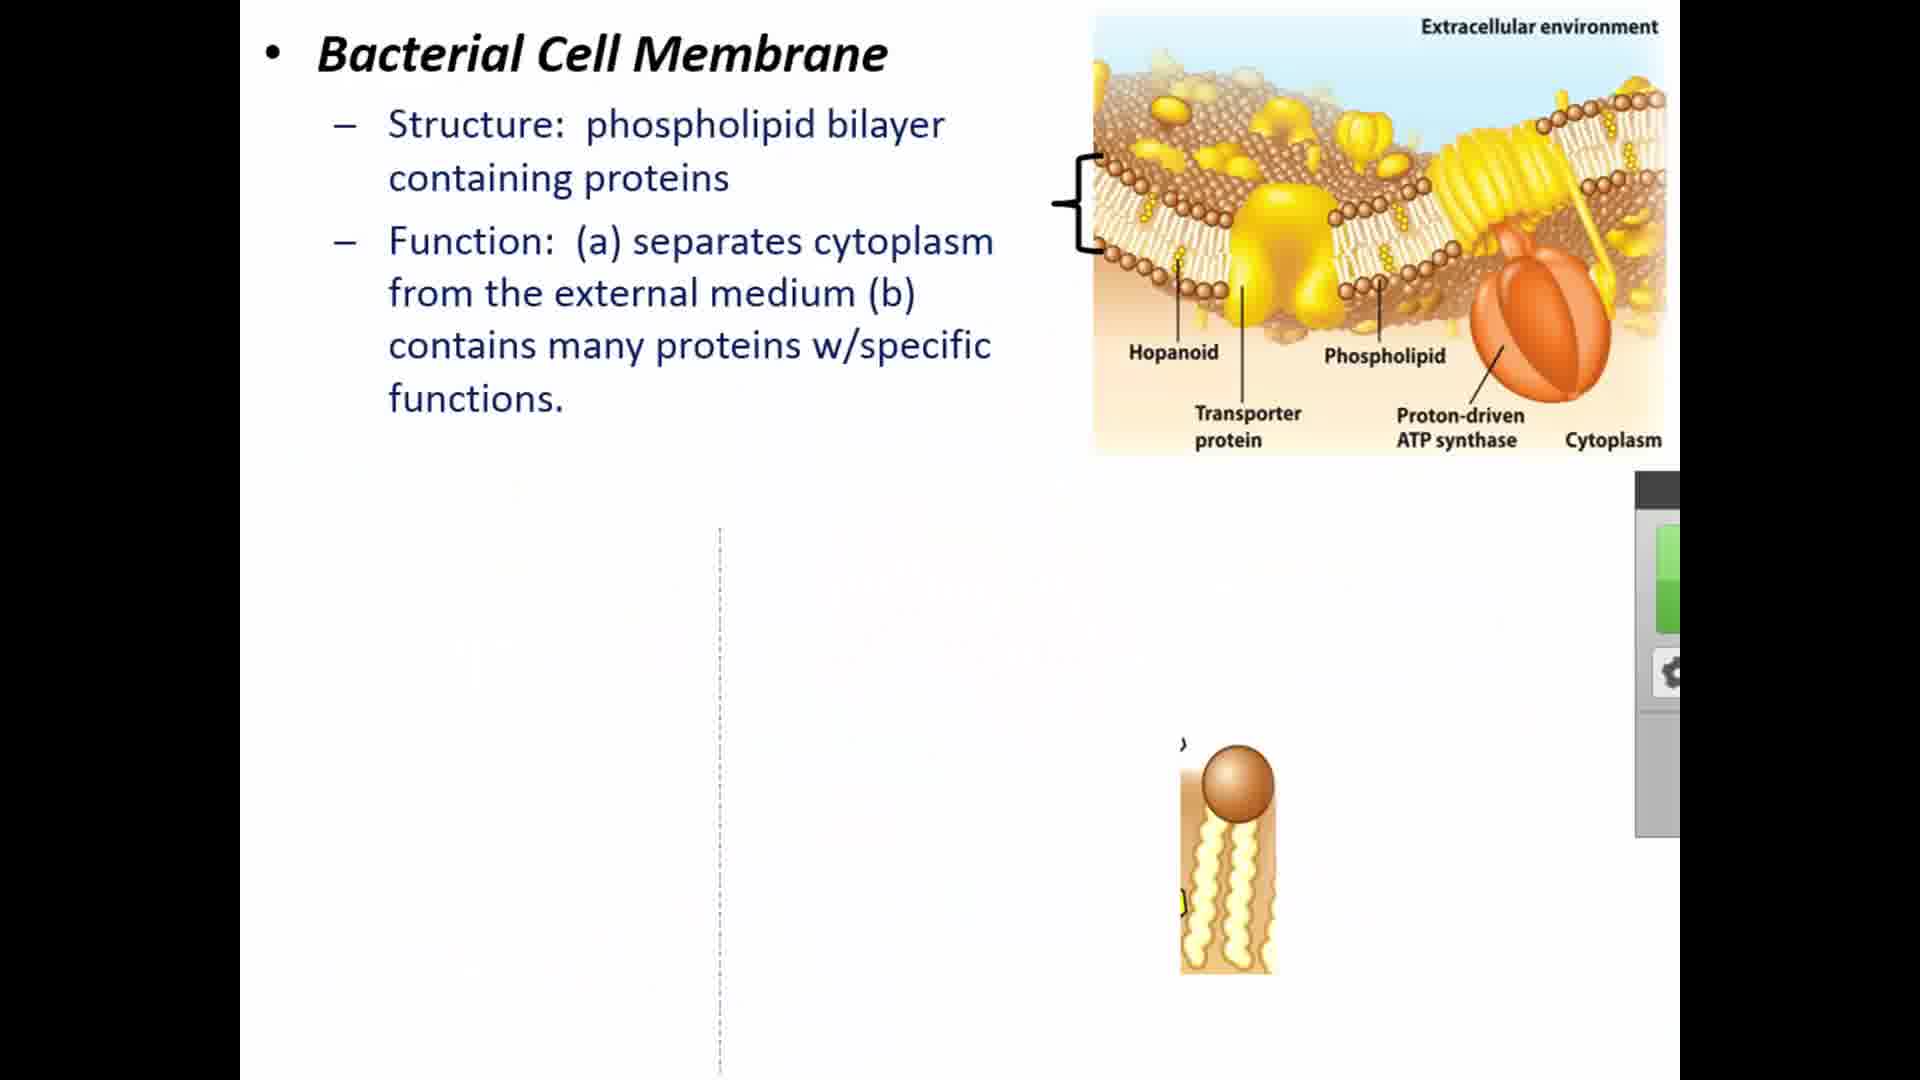 • Bacterial Cell Membrane
– Structure: phospholipid bilayer
containing proteins
– Function: (a) separates cytoplasm
from the external medium (b)
contains many proteins w/specific
functions.
Extracellular environment
Hopanoid
Phospholipid
Transporter
protein
Proton-driven
ATP synthase
Cytoplasm